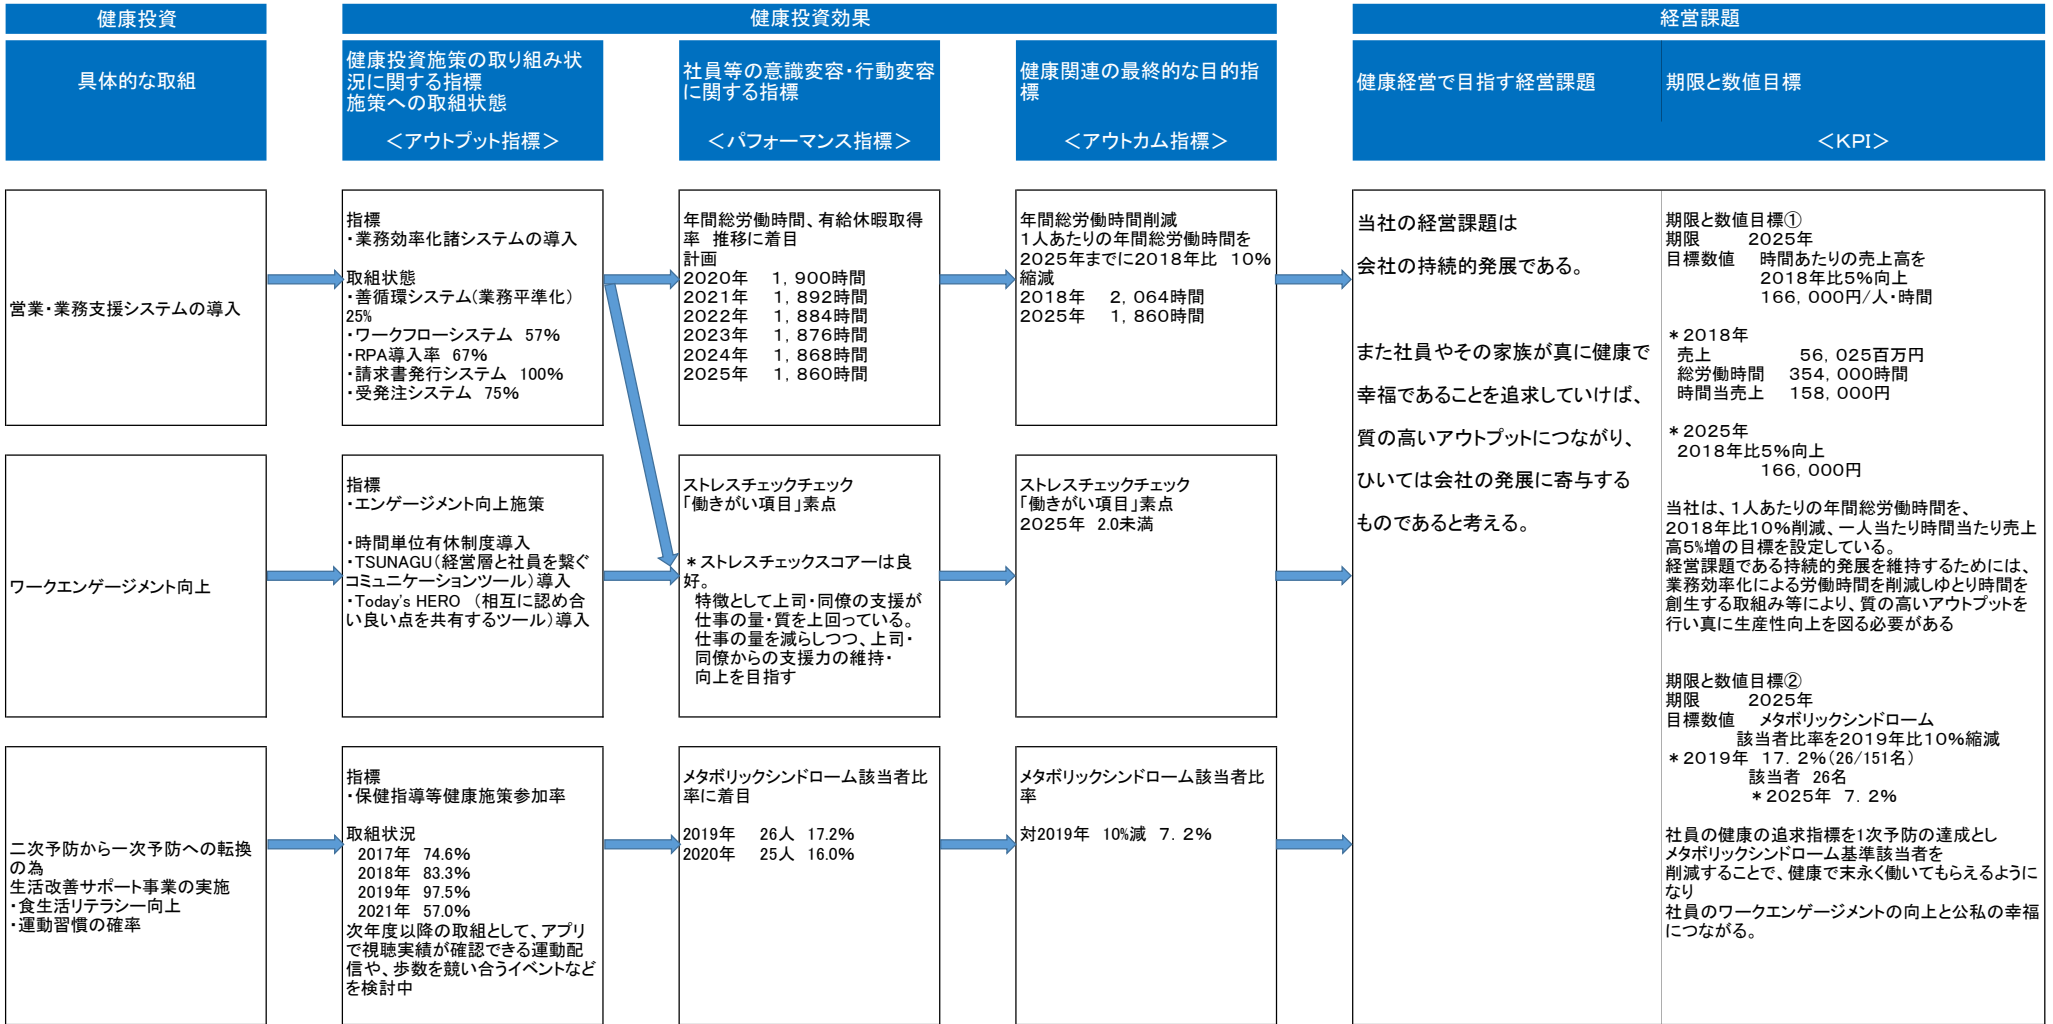 健康投資
健康投資効果
経営課題
具体的な取組
健康投資施策の取り組み状
況に関する指標
施策への取組状態
＜アウトプット指標＞
社員等の意識変容・行動変容
に関する指標
＜パフォーマンス指標＞
健康関連の最終的な目的指
標
＜アウトカム指標＞
健康経営で目指す経営課題
期限と数値目標
＜KPI＞
営業・業務支援システムの導入
指標
・業務効率化諸システムの導入
取組状態
・善循環システム（業務平準化）
25%
・ワークフローシステム　57%
・RPA導入率　67%
・請求書発行システム　100%
・受発注システム　75%
年間総労働時間、有給休暇取得
率　推移に着目
計画
2020年　1，900時間
2021年　1，892時間
2022年　1，884時間
2023年　1，876時間
2024年　1，868時間
2025年　1，860時間
年間総労働時間削減
1人あたりの年間総労働時間を
2025年までに2018年比　10%
縮減
2018年　2，064時間
2025年　1，860時間
ワークエンゲージメント向上
指標
・エンゲージメント向上施策
・時間単位有休制度導入
・TSUNAGU（経営層と社員を繋ぐ
コミュニケーションツール）導入
・Today's HERO　（相互に認め合
い良い点を共有するツール）導入
ストレスチェックチェック
「働きがい項目」素点
＊ストレスチェックスコアーは良
好。
特徴として上司・同僚の支援が
仕事の量・質を上回っている。
仕事の量を減らしつつ、上司・
同僚からの支援力の維持・
向上を目指す
ストレスチェックチェック
「働きがい項目」素点
2025年　2.0未満
二次予防から一次予防への転換
の為
生活改善サポート事業の実施
・食生活リテラシー向上
・運動習慣の確率
指標
・保健指導等健康施策参加率
取組状況
2017年　74.6%
2018年　83.3%
2019年　97.5%
2021年　57.0%
次年度以降の取組として、アプリ
で視聴実績が確認できる運動配
信や、歩数を競い合うイベントなど
を検討中
メタボリックシンドローム該当者比
率に着目
2019年　26人　17.2%
2020年　25人　16.0%
メタボリックシンドローム該当者比
率
対2019年　10%減　7．2%
当社の経営課題は
会社の持続的発展である。
また社員やその家族が真に健康で
幸福であることを追求していけば、
質の高いアウトプットにつながり、
ひいては会社の発展に寄与する
ものであると考える。
期限と数値目標①
期限　2025年
目標数値　時間あたりの売上高を
2018年比5%向上
166，000円/人・時間
＊2018年
売上　56，025百万円
総労働時間　354，000時間
時間当売上　158，000円
＊2025年
2018年比5%向上
166，000円
当社は、1人あたりの年間総労働時間を、
2018年比10%削減、一人当たり時間当たり売上
高5%増の目標を設定している。
経営課題である持続的発展を維持するためには、
業務効率化による労働時間を削減しゆとり時間を
創生する取組み等により、質の高いアウトプットを
行い真に生産性向上を図る必要がある
期限と数値目標②
期限　2025年
目標数値　メタボリックシンドローム
該当者比率を2019年比10%縮減
＊2019年　17．2%（26/151名）
該当者　26名
＊2025年　7．2%
社員の健康の追求指標を1次予防の達成とし
メタボリックシンドローム基準該当者を
削減することで、健康で末永く働いてもらえるように
なり
社員のワークエンゲージメントの向上と公私の幸福
につながる。